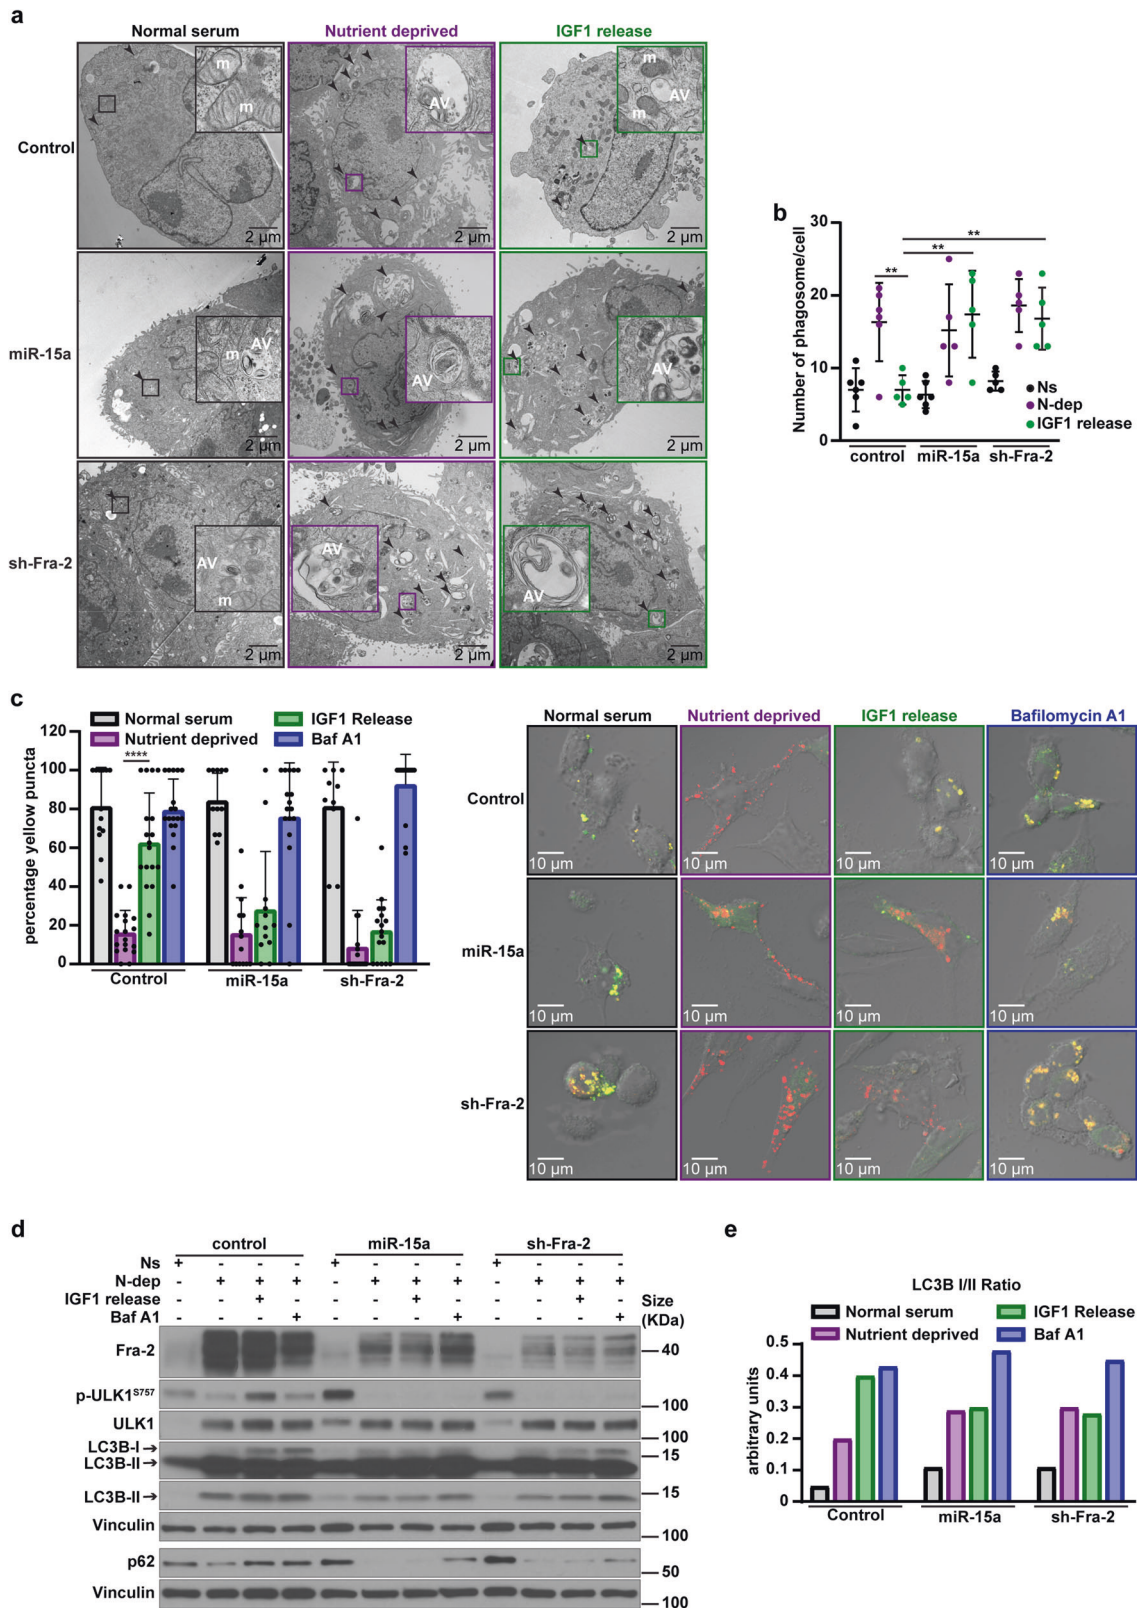 a
Normal serum Nutrient deprived IGF1 release
Control
m
m
2 µm
AV
2 µm
AV
m
2 µm
miR-15a
AV
m
2 µm
AV
2 µm
AV
2 µm
sh-Fra-2
AV
m
2 µm
AV
2 µm
AV
2 µm
b
Number of phagosome/cell
30
20
10
0
**
**
**
Ns
N-dep
IGF1 release
control miR-15a sh-Fra-2
c
Normal serum IGF1 Release
Nutrient deprived Baf A1
percentage yellow puncta
120
100
80
60
40
20
0
****
Control miR-15a sh-Fra-2
Normal serum Nutrient deprived IGF1 release Bafilomycin A1
Control
10 µm 10 µm 10 µm 10 µm
miR-15a
10 µm 10 µm 10 µm 10 µm
sh-Fra-2
10 µm 10 µm 10 µm 10 µm
d
control miR-15a sh-Fra-2
Ns + - - - + - - - + - - -
N-dep - + + + - + + + - + + +
IGF1 release - - + - - - + - - - + -
Baf A1 - - - + - - - + - - - +
Size
(KDa)
Fra-2 40
p-ULK1S757 100
ULK1 100
LC3B-I → 15
LC3B-II →
LC3B-II → 15
Vinculin 100
p62 50
Vinculin 100
e
LC3B I/II Ratio
Normal serum IGF1 Release
Nutrient deprived Baf A1
arbitrary units
0.5
0.4
0.3
0.2
0.1
0
Control miR-15a sh-Fra-2